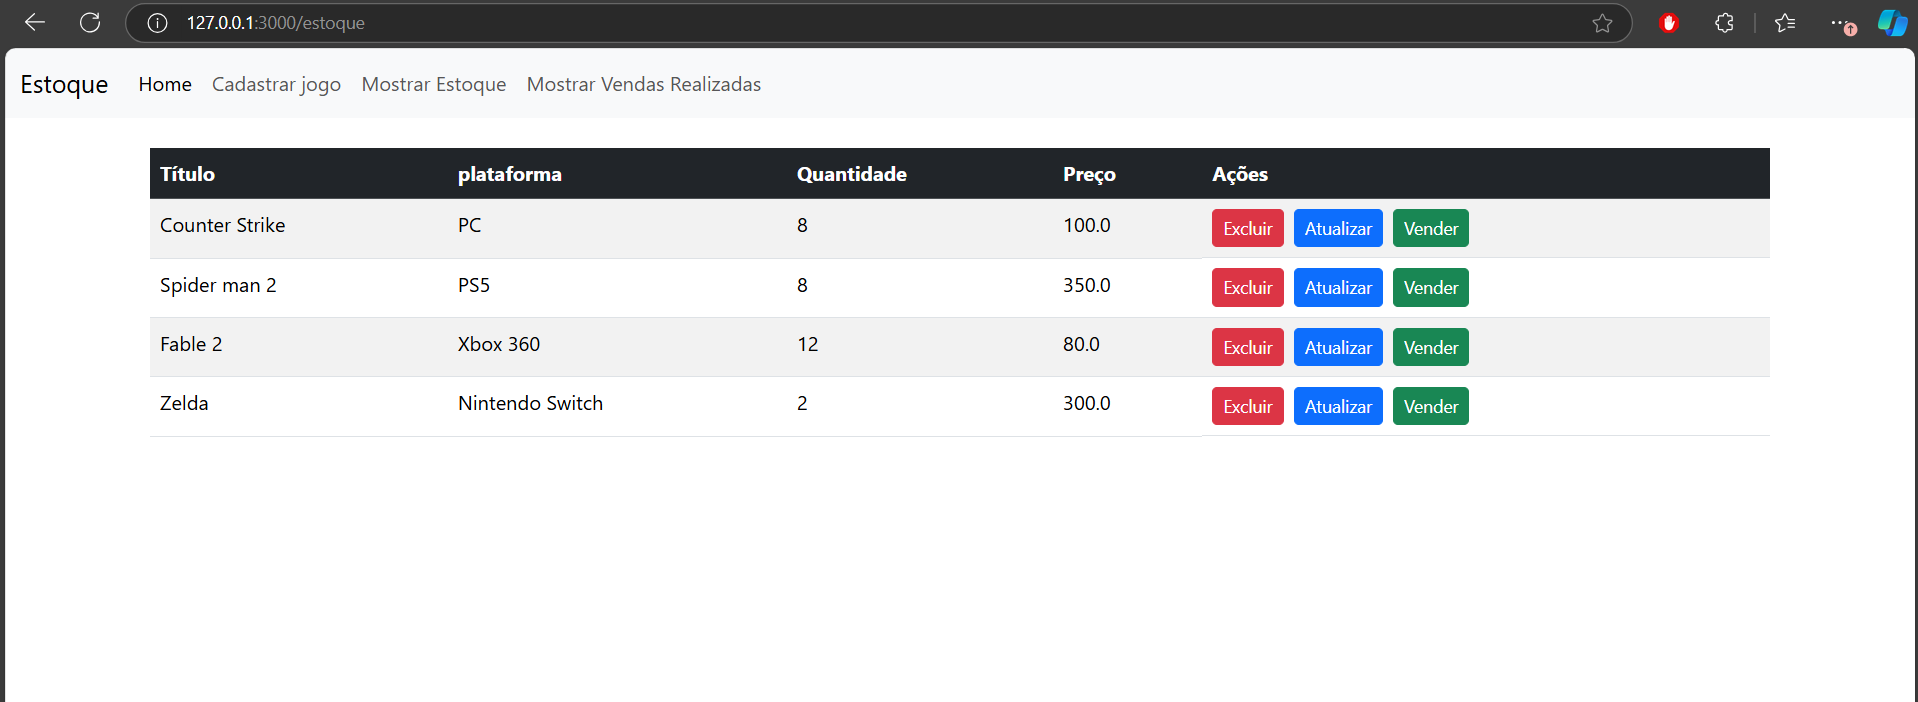 127.0.0.1:3000/estoque
Estoque Home Cadastrar jogo Mostrar Estoque Mostrar Vendas Realizadas
Título plataforma Quantidade Preço Ações
Counter Strike PC 8 100.0 Excluir Atualizar Vender
Spider man 2 PS5 8 350.0 Excluir Atualizar Vender
Fable 2 Xbox 360 12 80.0 Excluir Atualizar Vender
Zelda Nintendo Switch 2 300.0 Excluir Atualizar Vender